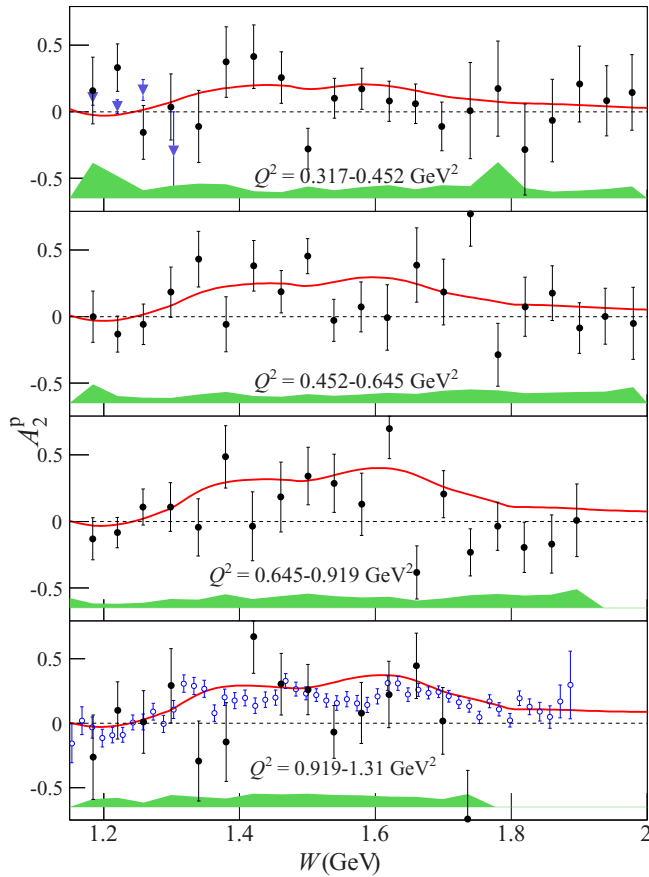 0.5
0
-0.5
Q² = 0.317-0.452 GeV²
0.5
0
-0.5
Q² = 0.452-0.645 GeV²
A₂ᵖ
0.5
0
-0.5
Q² = 0.645-0.919 GeV²
0.5
0
-0.5
Q² = 0.919-1.31 GeV²
1.2 1.4 1.6 1.8 2
W(GeV)